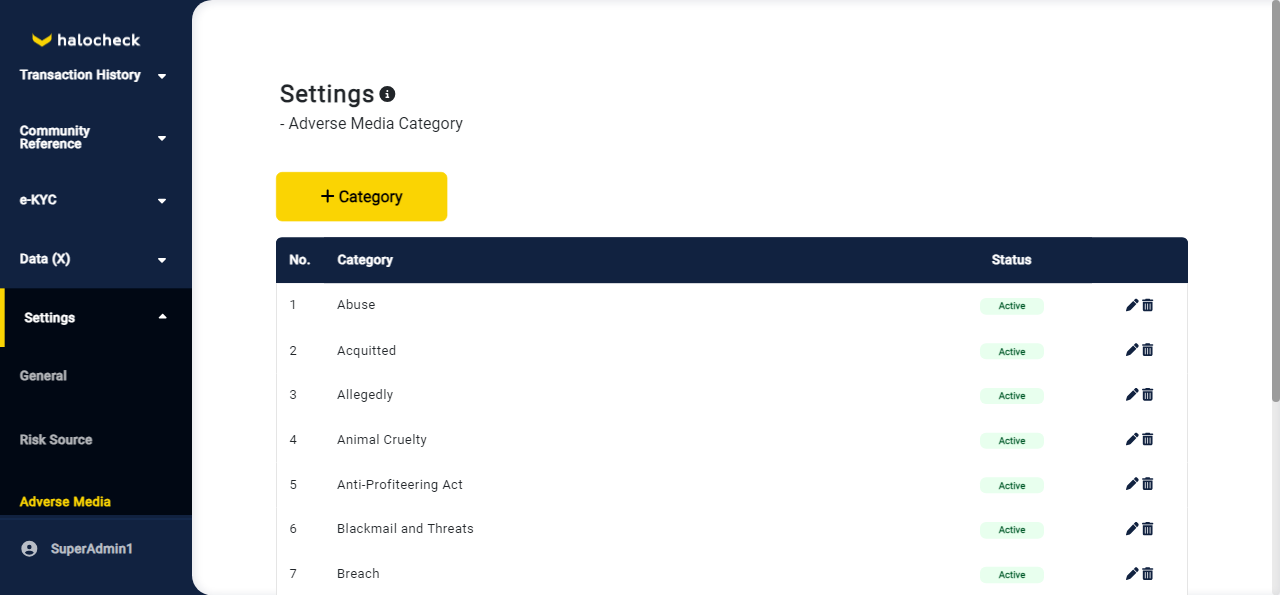 halocheck
Transaction History
Community
Reference
e-KYC
Data (X)
Settings
General
Risk Source
Adverse Media
SuperAdmin1
Settings
- Adverse Media Category
+ Category
No. Category Status
1 Abuse Active
2 Acquitted Active
3 Allegedly Active
4 Animal Cruelty Active
5 Anti-Profiteering Act Active
6 Blackmail and Threats Active
7 Breach Active